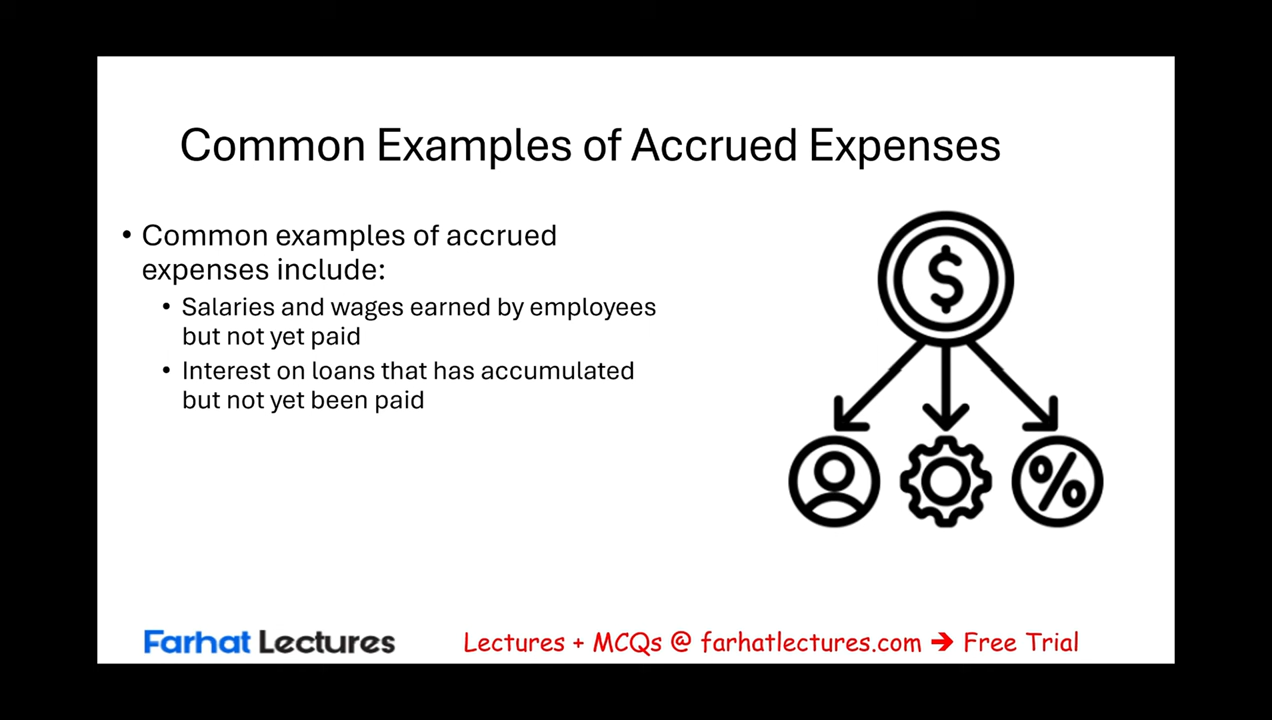 Common Examples of Accrued Expenses
• Common examples of accrued
expenses include:
• Salaries and wages earned by employees
but not yet paid
• Interest on loans that has accumulated
but not yet been paid
$
%
Farhat Lectures
Lectures + MCQs @ farhatlectures.com → Free Trial